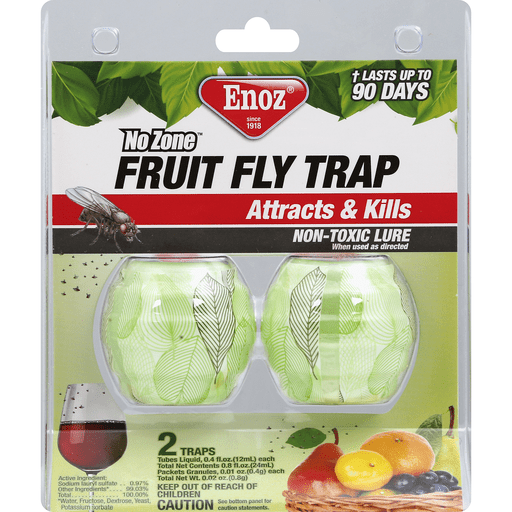 † LASTS UP TO
90 DAYS
Enoz®
since
1918
No Zone™
FRUIT FLY TRAP
Attracts & Kills
NON-TOXIC LURE
When used as directed
2 TRAPS
Tubes Liquid, 0.4 fl.oz.(12mL) each
Total Net Contents 0.8 fl.oz.(24mL)
Packets Granules, 0.01 oz.(0.4g) each
Total Net Wt. 0.02 oz.(0.8g)
Active Ingredient:
Sodium lauryl sulfate .. 0.97%
Other Ingredients*.... 99.03%
Total................ 100.00%
*Water, Fructose, Dextrose, Yeast,
Potassium Sorbate
KEEP OUT OF REACH OF
CHILDREN
CAUTION
See bottom panel for
caution statements.